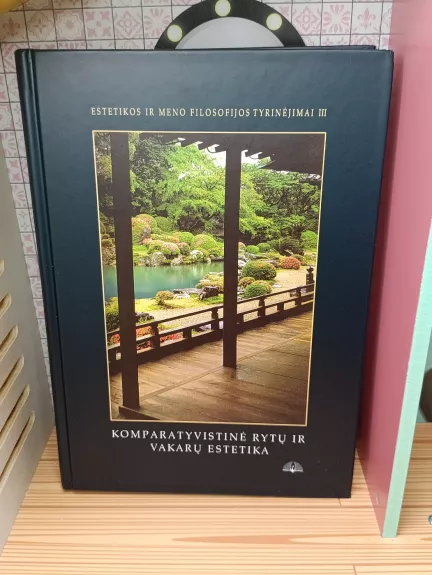 ESTETIKOS IR MENO FILOSOFIJOS TYRINĖJIMAI III
KOMPARATYVISTINĖ RYTŲ IR
VAKARŲ ESTETIKA